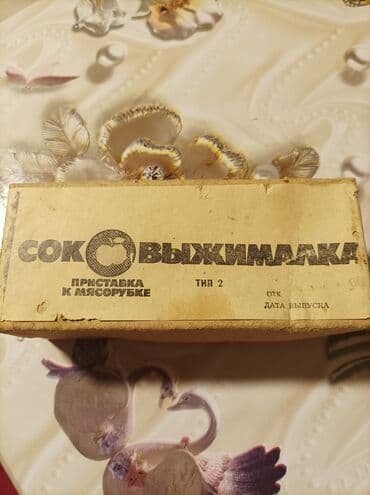 СОКОВЫЖИМАЛКА
ПРИСТАВКА
К МЯСОРУБКЕ
ТИП 2
ОТК
ДАТА ВЫПУСКА